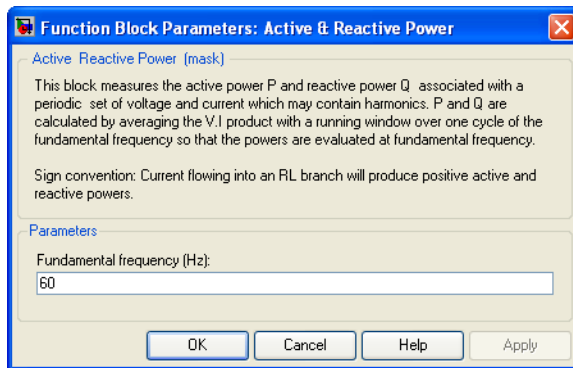 Function Block Parameters: Active & Reactive Power
Active Reactive Power (mask)
This block measures the active power P and reactive power Q associated with a
periodic set of voltage and current which may contain harmonics. P and Q are
calculated by averaging the V.I product with a running window over one cycle of the
fundamental frequency so that the powers are evaluated at fundamental frequency.
Sign convention: Current flowing into an RL branch will produce positive active and
reactive powers.
Parameters
Fundamental frequency (Hz):
60
OK Cancel Help Apply